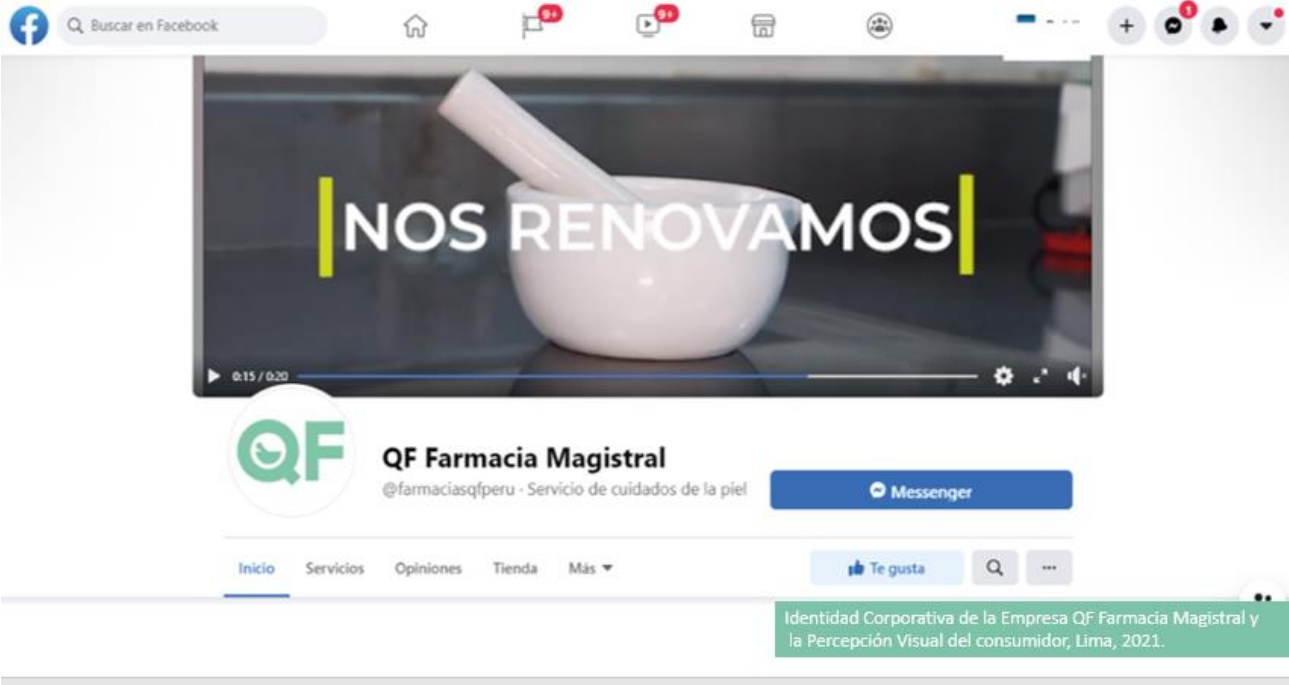 Buscar en Facebook
9+
9+
1
NOS RENOVAMOS
0:15 / 0:20
QF
QF Farmacia Magistral
@farmaciasqfperu · Servicio de cuidados de la piel
Messenger
Inicio Servicios Opiniones Tienda Más
Te gusta
Identidad Corporativa de la Empresa QF Farmacia Magistral y
la Percepción Visual del consumidor, Lima, 2021.